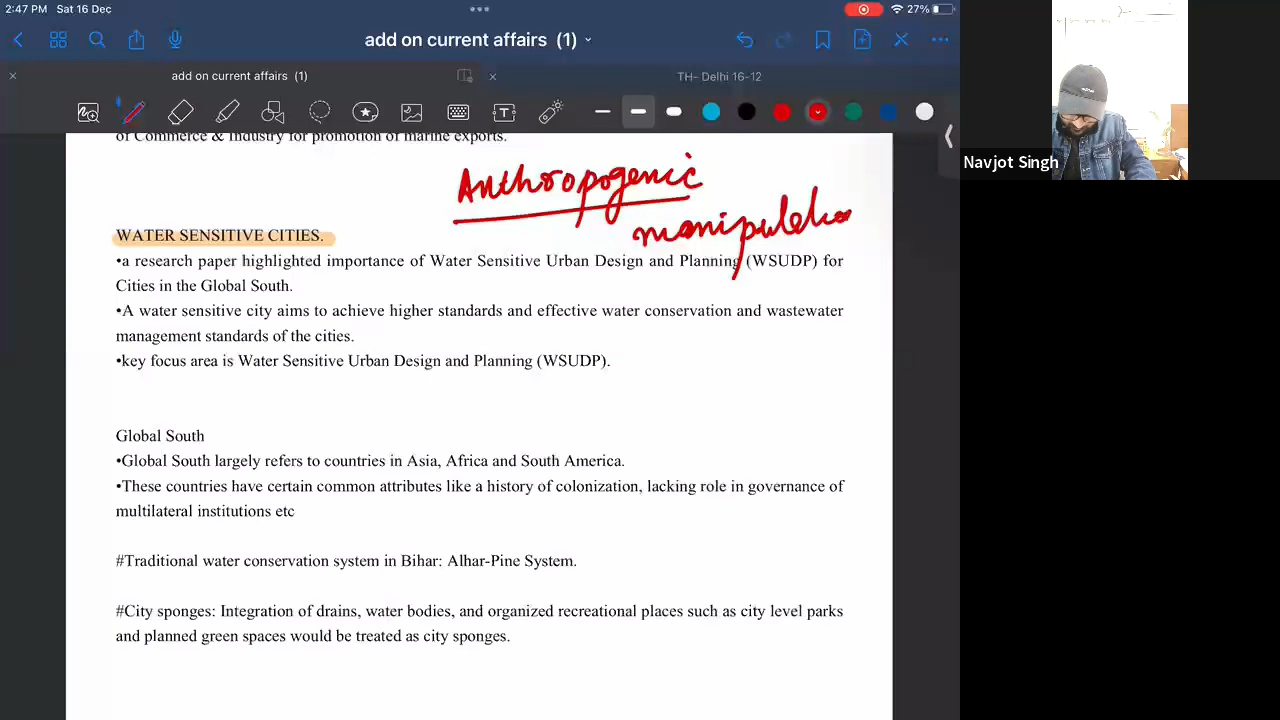 2:47 PM Sat 16 Dec
27%
add on current affairs (1)
add on current affairs (1)
TH- Delhi 16-12
T
of Commerce & Industry for promotion of marine exports.
Anthropogenic
WATER SENSITIVE CITIES.
•a research paper highlighted importance of Water Sensitive Urban Design and Planning (WSUDP) for
Cities in the Global South.
•A water sensitive city aims to achieve higher standards and effective water conservation and wastewater
management standards of the cities.
•key focus area is Water Sensitive Urban Design and Planning (WSUDP).
Global South
•Global South largely refers to countries in Asia, Africa and South America.
•These countries have certain common attributes like a history of colonization, lacking role in governance of
multilateral institutions etc
#Traditional water conservation system in Bihar: Alhar-Pine System.
#City sponges: Integration of drains, water bodies, and organized recreational places such as city level parks
and planned green spaces would be treated as city sponges.
Navjot Singh